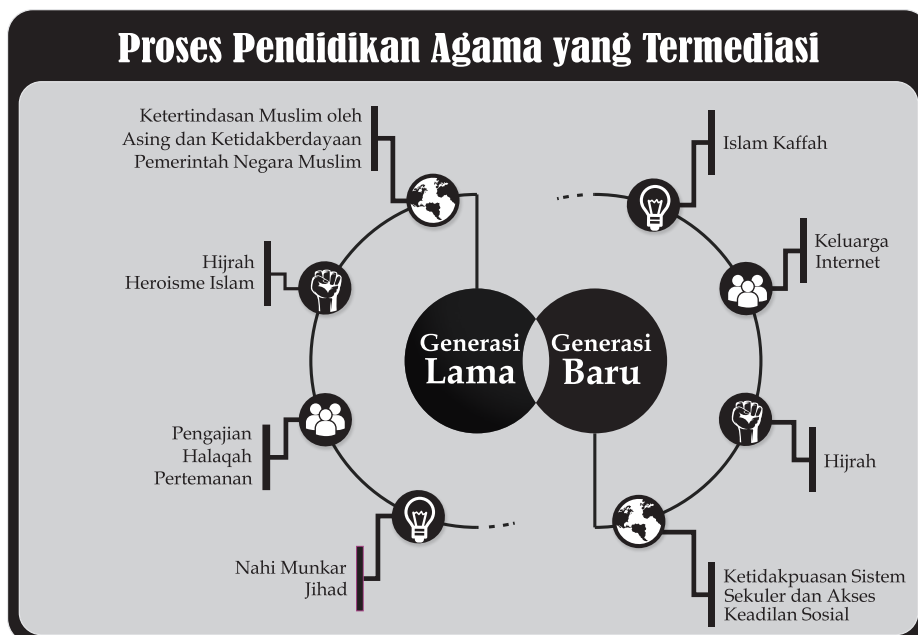 Proses Pendidikan Agama yang Termediasi
Ketertindasan Muslim oleh
Asing dan Ketidakberdayaan
Pemerintah Negara Muslim
Hijrah
Heroisme Islam
Pengajian
Halaqah
Pertemanan
Nahi Munkar
Jihad
Generasi
Lama
Generasi
Baru
Islam Kaffah
Keluarga
Internet
Hijrah
Ketidakpuasan Sistem
Sekuler dan Akses
Keadilan Sosial